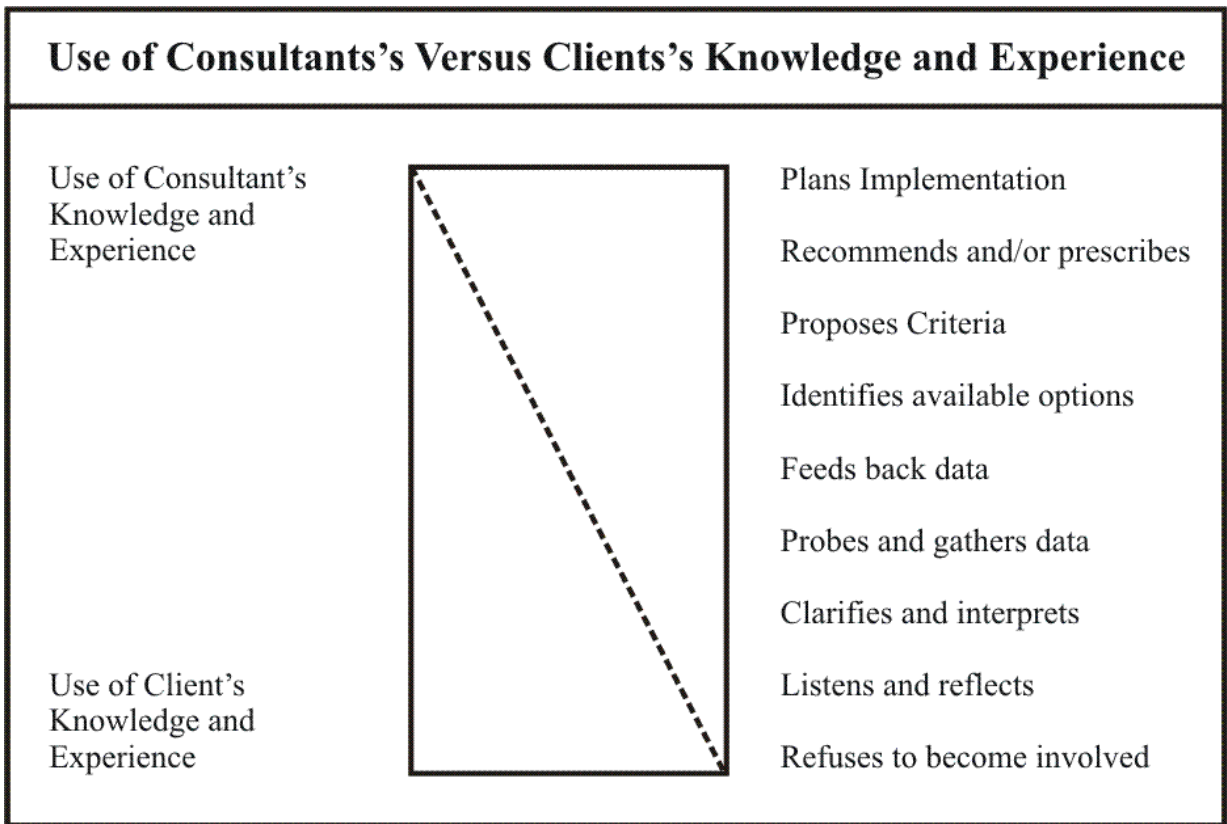 Use of Consultants's Versus Clients's Knowledge and Experience
Use of Consultant's
Knowledge and
Experience
Use of Client's
Knowledge and
Experience
Plans Implementation
Recommends and/or prescribes
Proposes Criteria
Identifies available options
Feeds back data
Probes and gathers data
Clarifies and interprets
Listens and reflects
Refuses to become involved